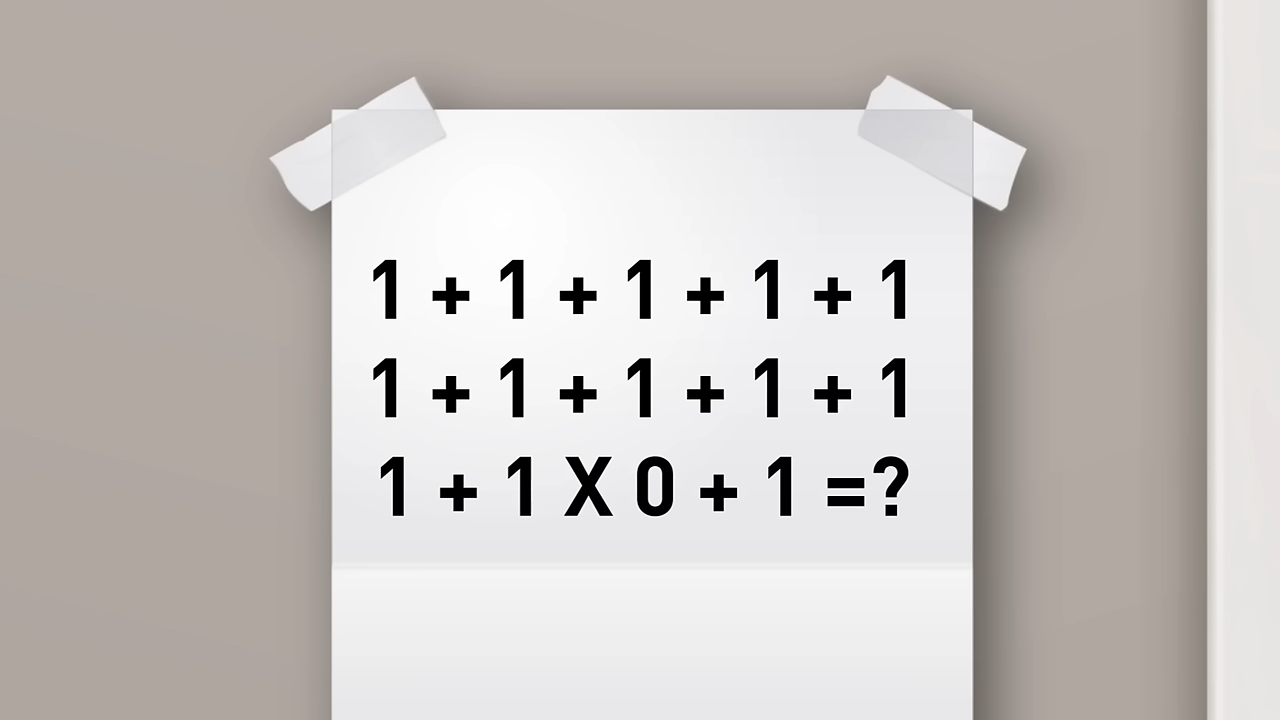 1 + 1 + 1 + 1 + 1
1 + 1 + 1 + 1 + 1
1 + 1 X 0 + 1 =?